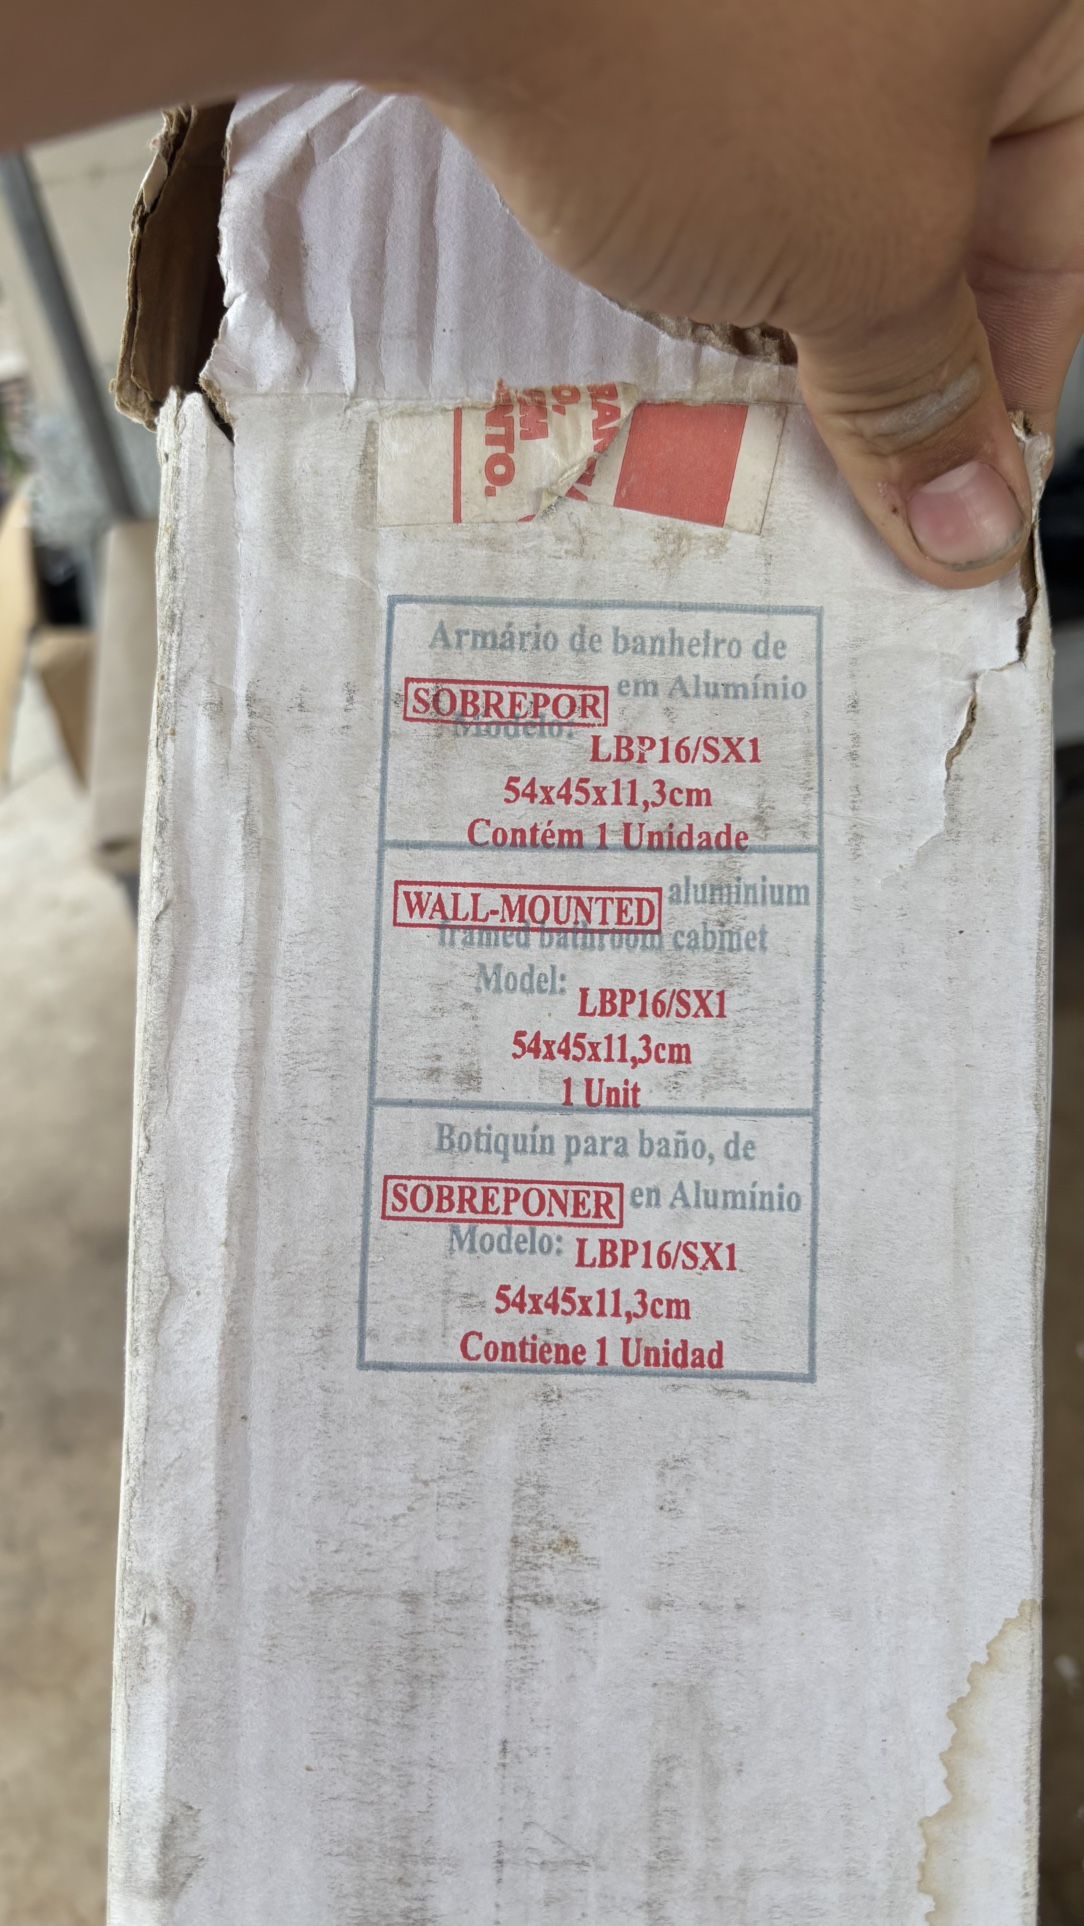 NTO.
Armário de banheiro de
SOBREPOR em Alumínio
Modelo: LBP16/SX1
54x45x11,3cm
Contém 1 Unidade
WALL-MOUNTED aluminium
framed bathroom cabinet
Model: LBP16/SX1
54x45x11,3cm
1 Unit
Botiquín para baño, de
SOBREPONER en Alumínio
Modelo: LBP16/SX1
54x45x11,3cm
Contiene 1 Unidad